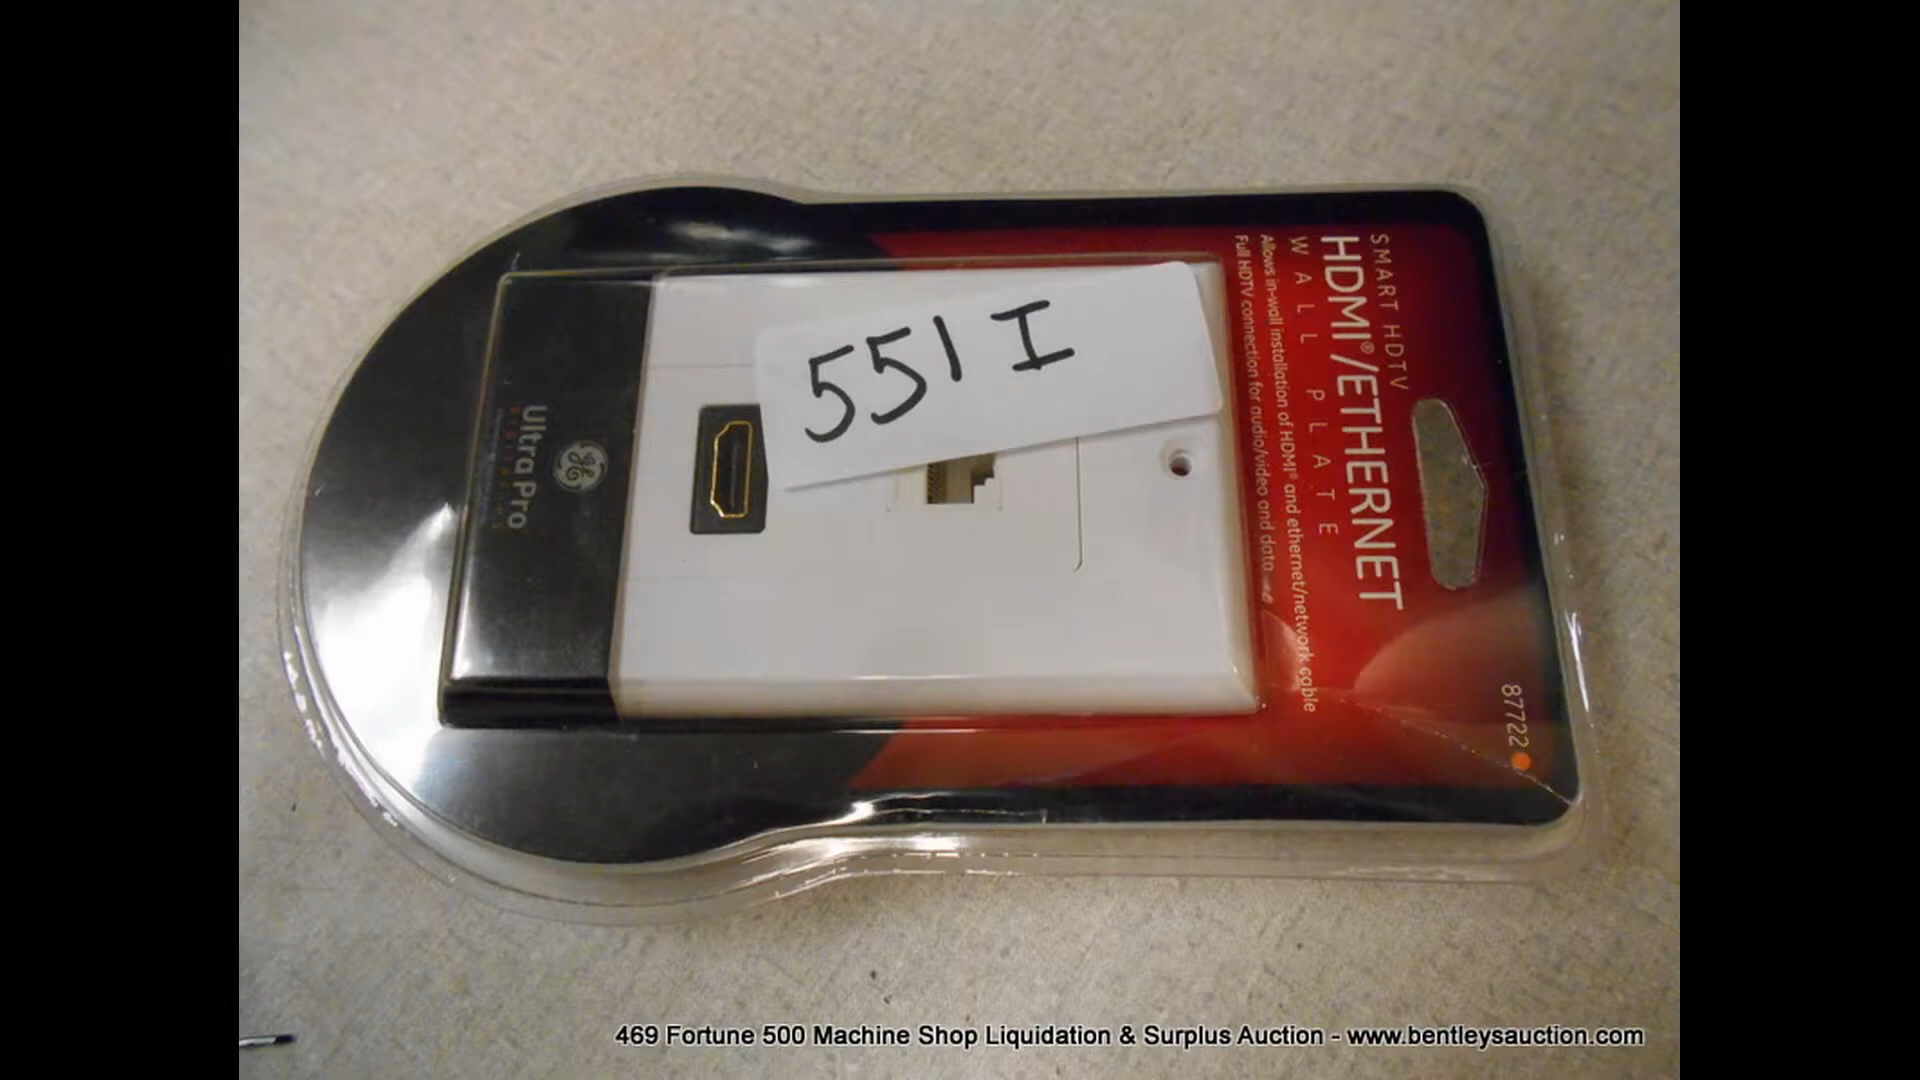 SMART HDTV
HDMI®/ETHERNET
WALL PLATE
Allows in-wall installation of HDMI® and ethernet/network cable
Full HDTV connection for audio/video and data
87722
551 I
GE
Ultra Pro
469 Fortune 500 Machine Shop Liquidation & Surplus Auction - www.bentleysauction.com